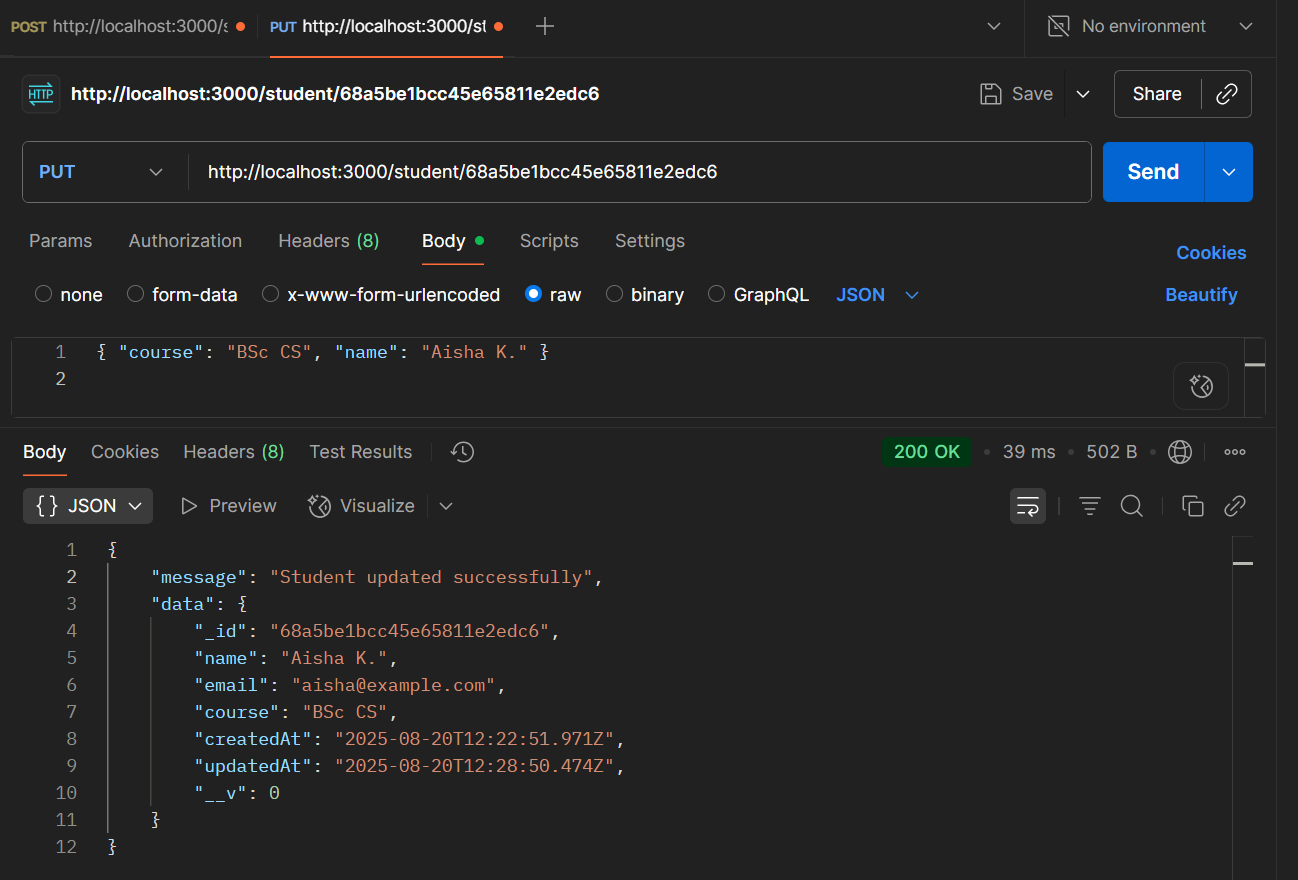 POST http://localhost:3000/s PUT http://localhost:3000/st No environment
HTTP http://localhost:3000/student/68a5be1bcc45e65811e2edc6 Save Share
PUT http://localhost:3000/student/68a5be1bcc45e65811e2edc6 Send
Params Authorization Headers (8) Body Scripts Settings Cookies
none form-data x-www-form-urlencoded raw binary GraphQL JSON Beautify
1 { "course": "BSc CS", "name": "Aisha K." }
2
Body Cookies Headers (8) Test Results 200 OK 39 ms 502 B
{} JSON Preview Visualize
1 {
2 "message": "Student updated successfully",
3 "data": {
4 "_id": "68a5be1bcc45e65811e2edc6",
5 "name": "Aisha K.",
6 "email": "aisha@example.com",
7 "course": "BSc CS",
8 "createdAt": "2025-08-20T12:22:51.971Z",
9 "updatedAt": "2025-08-20T12:28:50.474Z",
10 "__v": 0
11 }
12 }